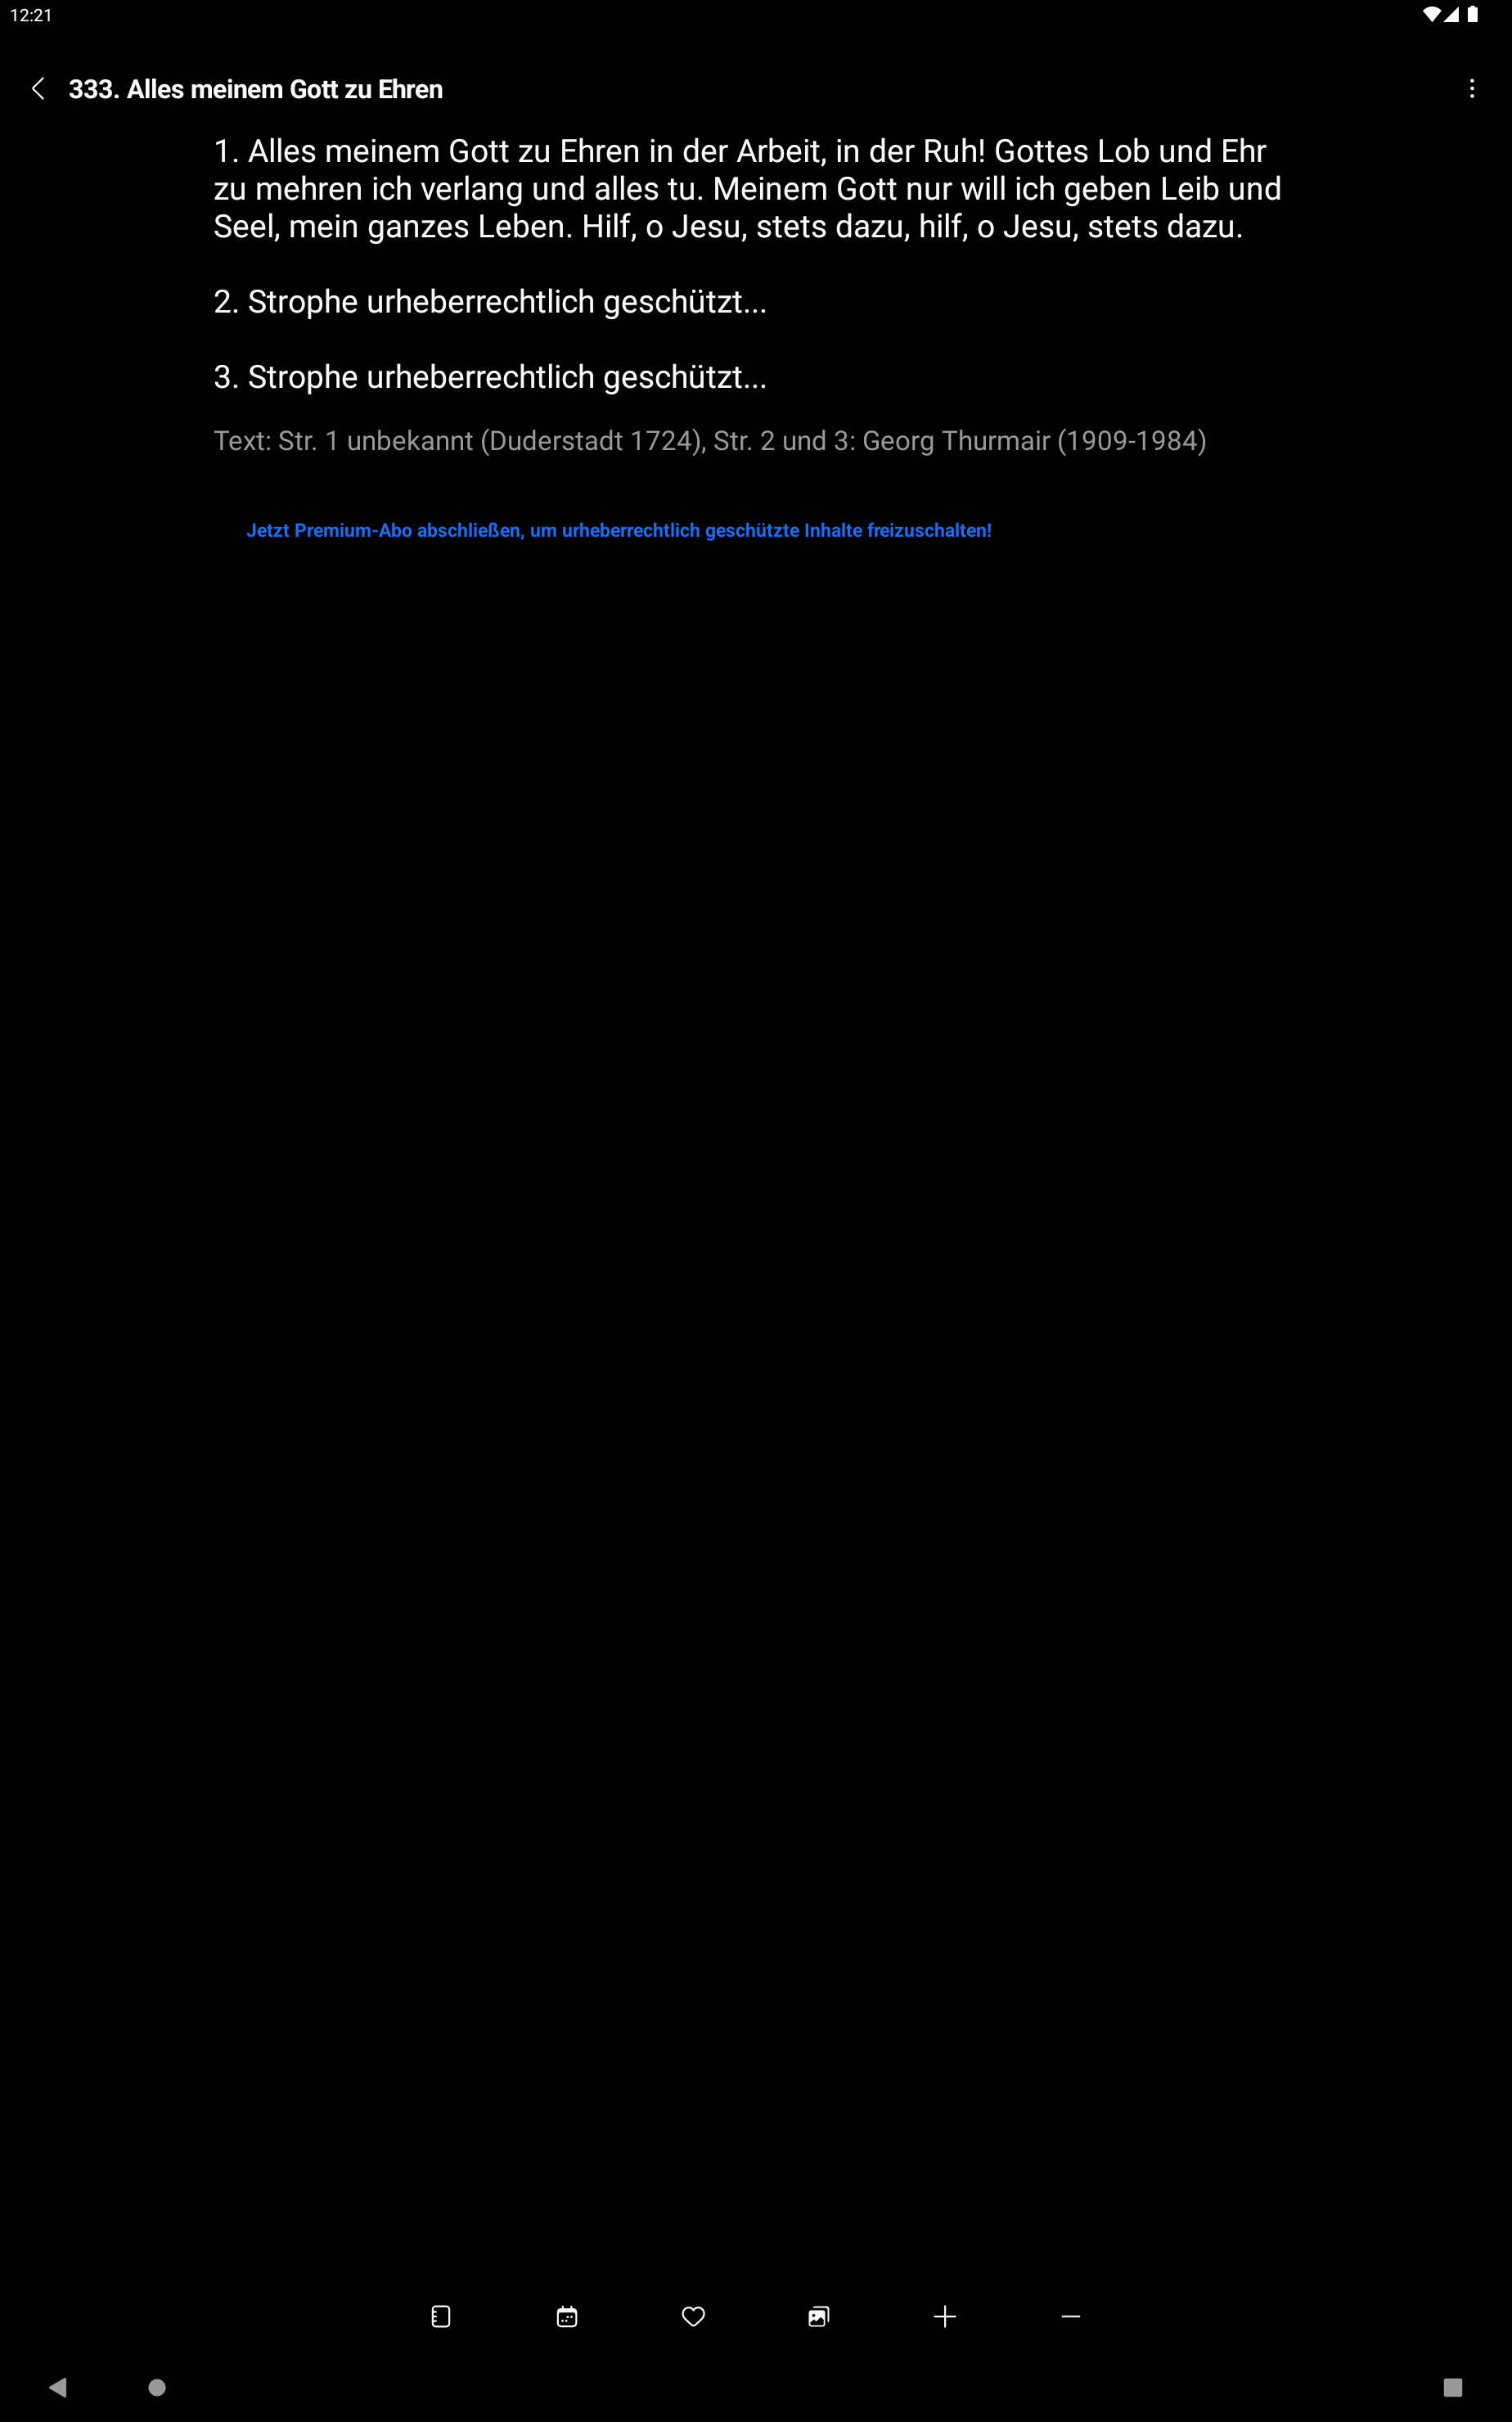 12:21
333. Alles meinem Gott zu Ehren
1. Alles meinem Gott zu Ehren in der Arbeit, in der Ruh! Gottes Lob und Ehr
zu mehren ich verlang und alles tu. Meinem Gott nur will ich geben Leib und
Seel, mein ganzes Leben. Hilf, o Jesu, stets dazu, hilf, o Jesu, stets dazu.
2. Strophe urheberrechtlich geschützt...
3. Strophe urheberrechtlich geschützt...
Text: Str. 1 unbekannt (Duderstadt 1724), Str. 2 und 3: Georg Thurmair (1909-1984)
Jetzt Premium-Abo abschließen, um urheberrechtlich geschützte Inhalte freizuschalten!